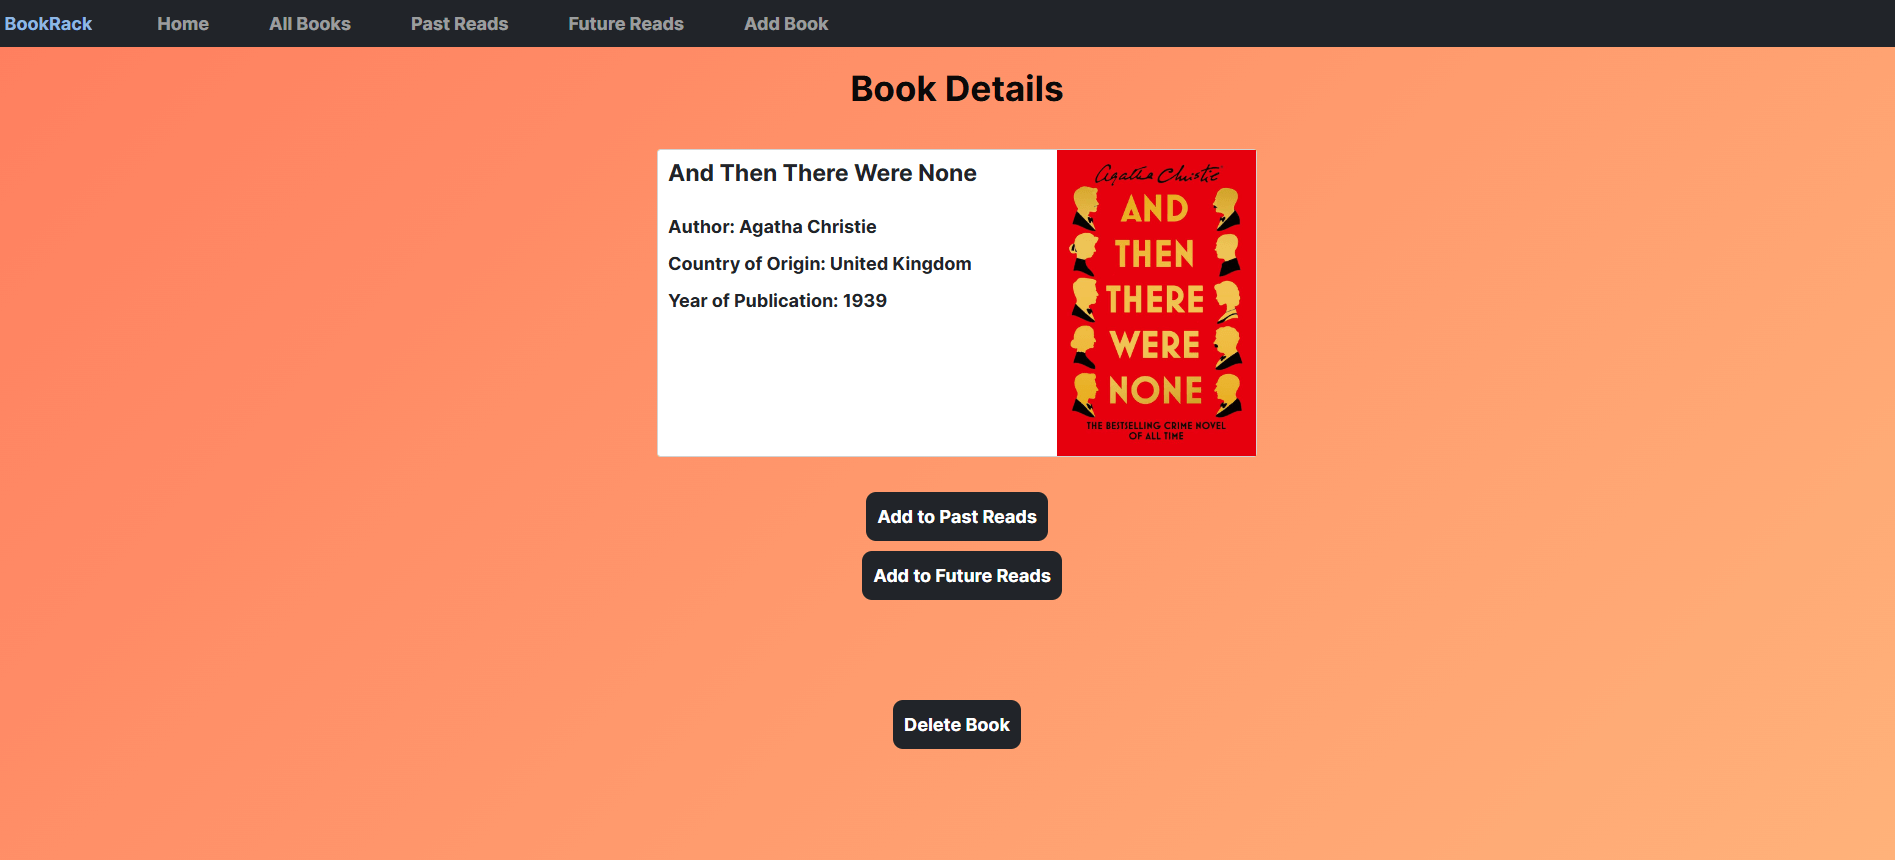 BookRack Home All Books Past Reads Future Reads Add Book
Book Details
And Then There Were None
Author: Agatha Christie
Country of Origin: United Kingdom
Year of Publication: 1939
Agatha Christie
AND
THEN
THERE
WERE
NONE
THE BESTSELLING CRIME NOVEL
OF ALL TIME
Add to Past Reads
Add to Future Reads
Delete Book